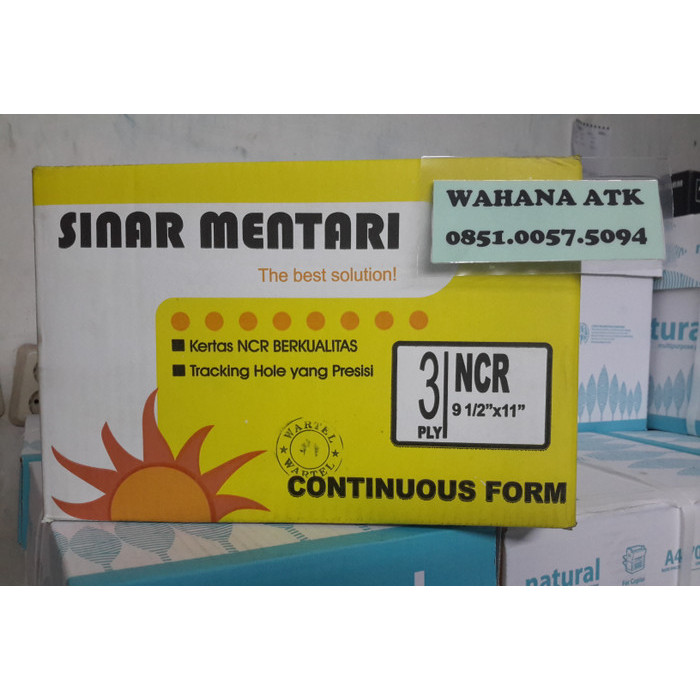 WAHANA ATK
0851.0057.5094
SINAR MENTARI
The best solution!
Kertas NCR BERKUALITAS
Tracking Hole yang Presisi
3 PLY
NCR
9 1/2”x11”
WARTEL
WARTEL
CONTINUOUS FORM
natural
A4
tural